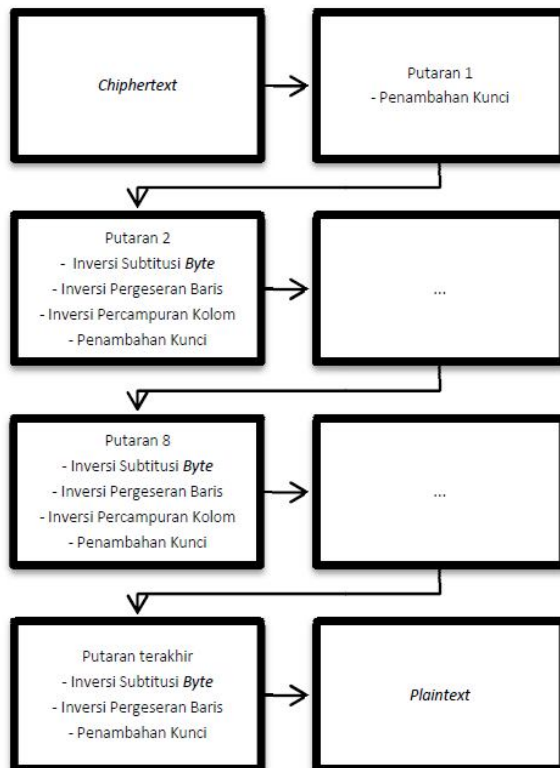 Chiphertext
Putaran 1
- Penambahan Kunci
Putaran 2
- Inversi Subtitusi Byte
- Inversi Pergeseran Baris
- Inversi Percampuran Kolom
- Penambahan Kunci
...
Putaran 8
- Inversi Subtitusi Byte
- Inversi Pergeseran Baris
- Inversi Percampuran Kolom
- Penambahan Kunci
...
Putaran terakhir
- Inversi Subtitusi Byte
- Inversi Pergeseran Baris
- Penambahan Kunci
Plaintext